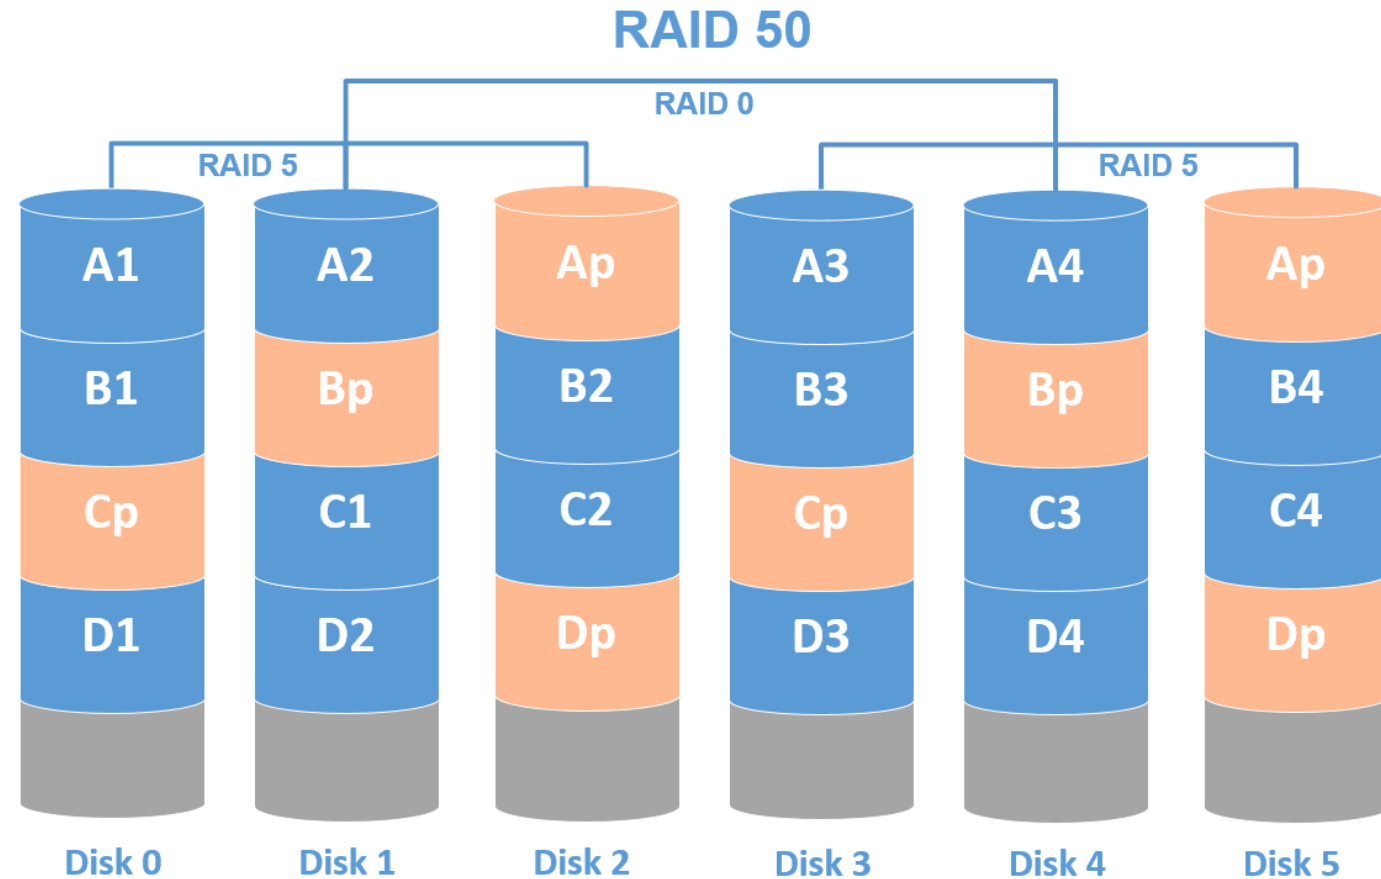 RAID 50
RAID 0
RAID 5 RAID 5
A1 A2 Ap A3 A4 Ap
B1 Bp B2 B3 Bp B4
Cp C1 C2 Cp C3 C4
D1 D2 Dp D3 D4 Dp
Disk 0 Disk 1 Disk 2 Disk 3 Disk 4 Disk 5